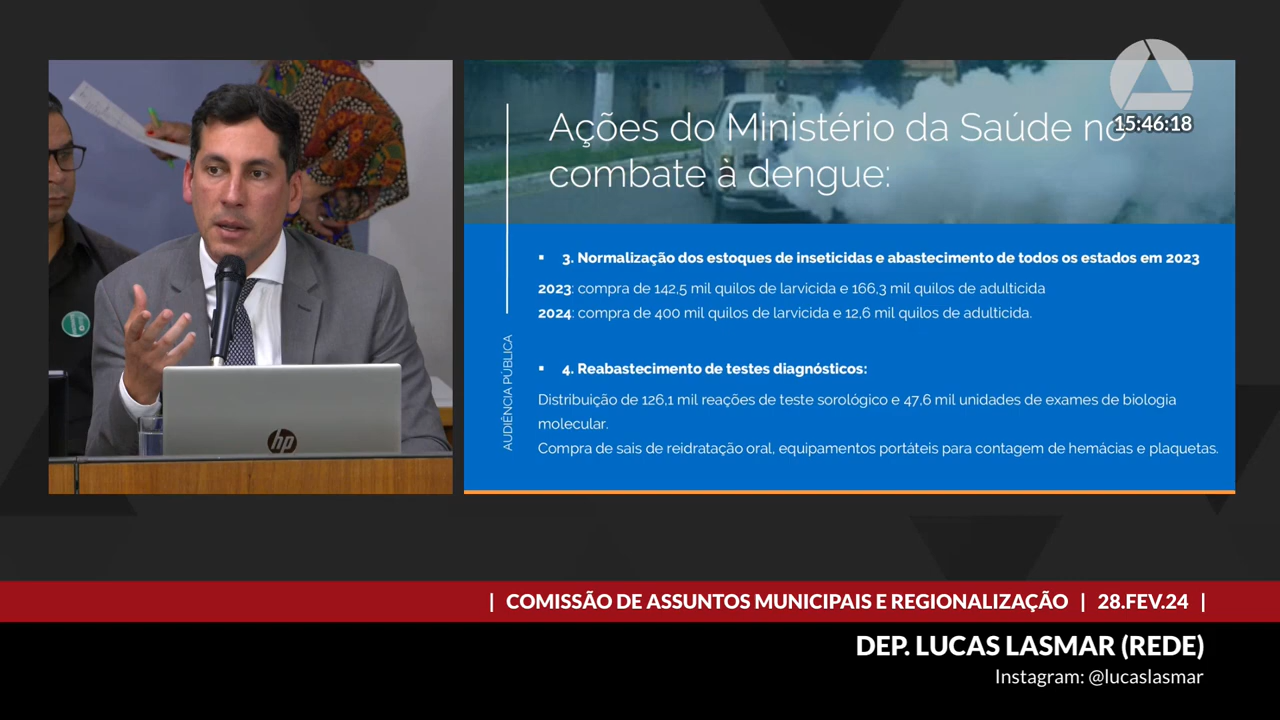 Ações do Ministério da Saúde no
combate à dengue:
15:46:18
▪ 3. Normalização dos estoques de inseticidas e abastecimento de todos os estados em 2023
2023: compra de 142,5 mil quilos de larvicida e 166,3 mil quilos de adulticida
2024: compra de 400 mil quilos de larvicida e 12,6 mil quilos de adulticida.
▪ 4. Reabastecimento de testes diagnósticos:
Distribuição de 126,1 mil reações de teste sorológico e 47,6 mil unidades de exames de biologia
molecular.
Compra de sais de reidratação oral, equipamentos portáteis para contagem de hemácias e plaquetas.
AUDIÊNCIA PÚBLICA
hp
| COMISSÃO DE ASSUNTOS MUNICIPAIS E REGIONALIZAÇÃO | 28.FEV.24 |
DEP. LUCAS LASMAR (REDE)
Instagram: @lucaslasmar